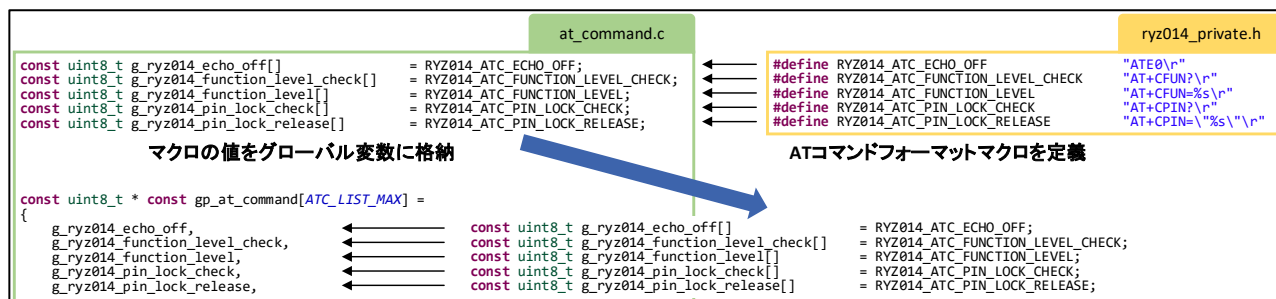 at_command.c
const uint8_t g_ryz014_echo_off[] = RYZ014_ATC_ECHO_OFF;
const uint8_t g_ryz014_function_level_check[] = RYZ014_ATC_FUNCTION_LEVEL_CHECK;
const uint8_t g_ryz014_function_level[] = RYZ014_ATC_FUNCTION_LEVEL;
const uint8_t g_ryz014_pin_lock_check[] = RYZ014_ATC_PIN_LOCK_CHECK;
const uint8_t g_ryz014_pin_lock_release[] = RYZ014_ATC_PIN_LOCK_RELEASE;
マクロの値をグローバル変数に格納
ryz014_private.h
#define RYZ014_ATC_ECHO_OFF "ATE0\r"
#define RYZ014_ATC_FUNCTION_LEVEL_CHECK "AT+CFUN?\r"
#define RYZ014_ATC_FUNCTION_LEVEL "AT+CFUN=%s\r"
#define RYZ014_ATC_PIN_LOCK_CHECK "AT+CPIN?\r"
#define RYZ014_ATC_PIN_LOCK_RELEASE "AT+CPIN=\"%s\"\r"
ATコマンドフォーマットマクロを定義
const uint8_t * const gp_at_command[ATC_LIST_MAX] =
{
g_ryz014_echo_off,
g_ryz014_function_level_check,
g_ryz014_function_level,
g_ryz014_pin_lock_check,
g_ryz014_pin_lock_release,
const uint8_t g_ryz014_echo_off[] = RYZ014_ATC_ECHO_OFF;
const uint8_t g_ryz014_function_level_check[] = RYZ014_ATC_FUNCTION_LEVEL_CHECK;
const uint8_t g_ryz014_function_level[] = RYZ014_ATC_FUNCTION_LEVEL;
const uint8_t g_ryz014_pin_lock_check[] = RYZ014_ATC_PIN_LOCK_CHECK;
const uint8_t g_ryz014_pin_lock_release[] = RYZ014_ATC_PIN_LOCK_RELEASE;